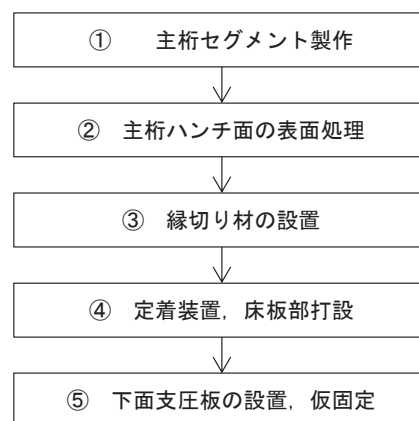 ① 主桁セグメント製作
② 主桁ハンチ面の表面処理
③ 縁切り材の設置
④ 定着装置，床板部打設
⑤ 下面支圧板の設置，仮固定